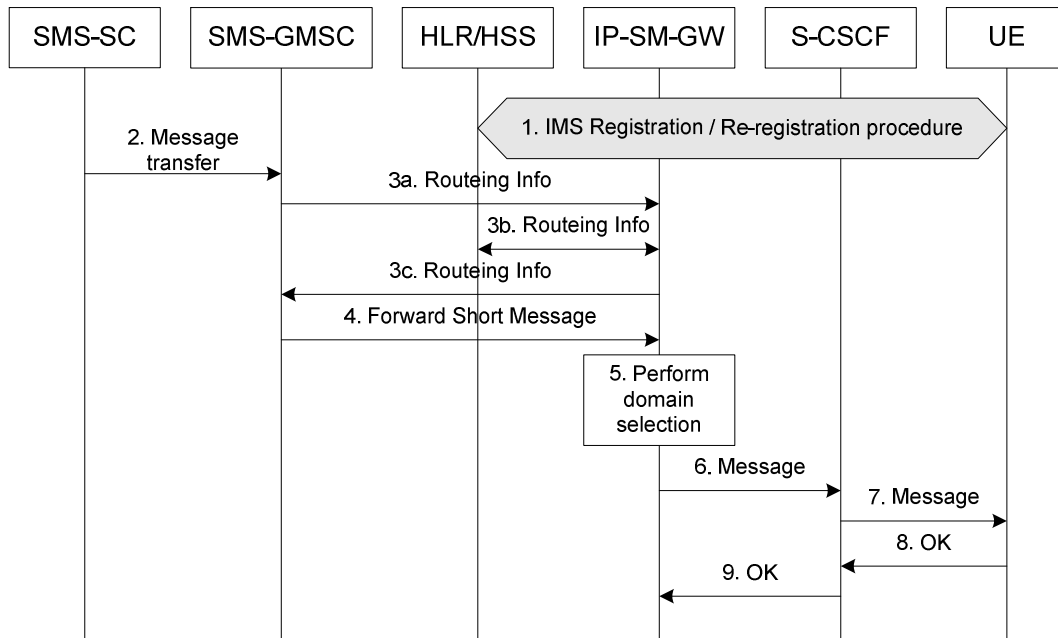 SMS-SC
SMS-GMSC
HLR/HSS
IP-SM-GW
S-CSCF
UE
1. IMS Registration / Re-registration procedure
2. Message
transfer
3a. Routeing Info
3b. Routeing Info
3c. Routeing Info
4. Forward Short Message
5. Perform
domain
selection
6. Message
7. Message
8. OK
9. OK